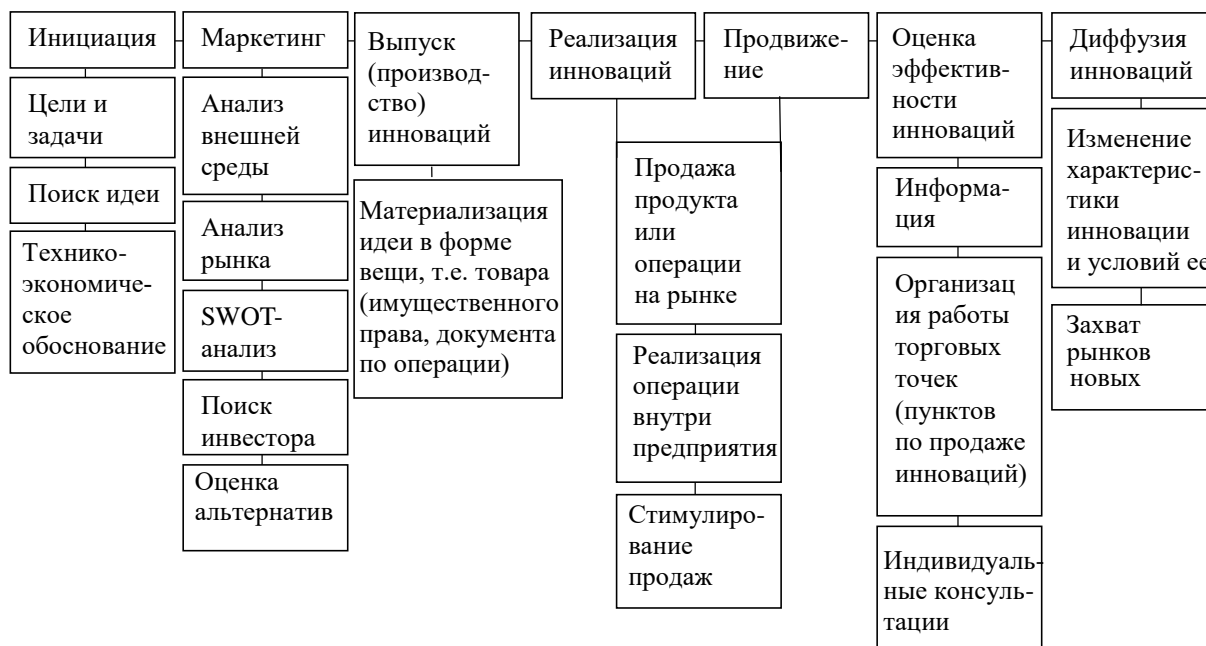 Инициация
Цели и
задачи
Поиск идеи
Технико-
экономиче-
ское
обоснование
Маркетинг
Анализ
внешней
среды
Анализ
рынка
SWOT-
анализ
Поиск
инвестора
Оценка
альтернатив
Выпуск
(производ-
ство)
инноваций
Материализация
идеи в форме
вещи, т.е. товара
(имущественного
права, документа
по операции)
Реализация
инноваций
Продвиже-
ние
Продажа
продукта
или
операции
на рынке
Реализация
операции
внутри
предприятия
Стимулиро-
вание
продаж
Оценка
эффектив-
ности
инноваций
Информа-
ция
Организац
ия работы
торговых
точек
(пунктов
по продаже
инноваций)
Индивидуаль-
ные консуль-
тации
Диффузия
инноваций
Изменение
характерис-
тики
инновации
и условий ее
Захват
рынков
новых